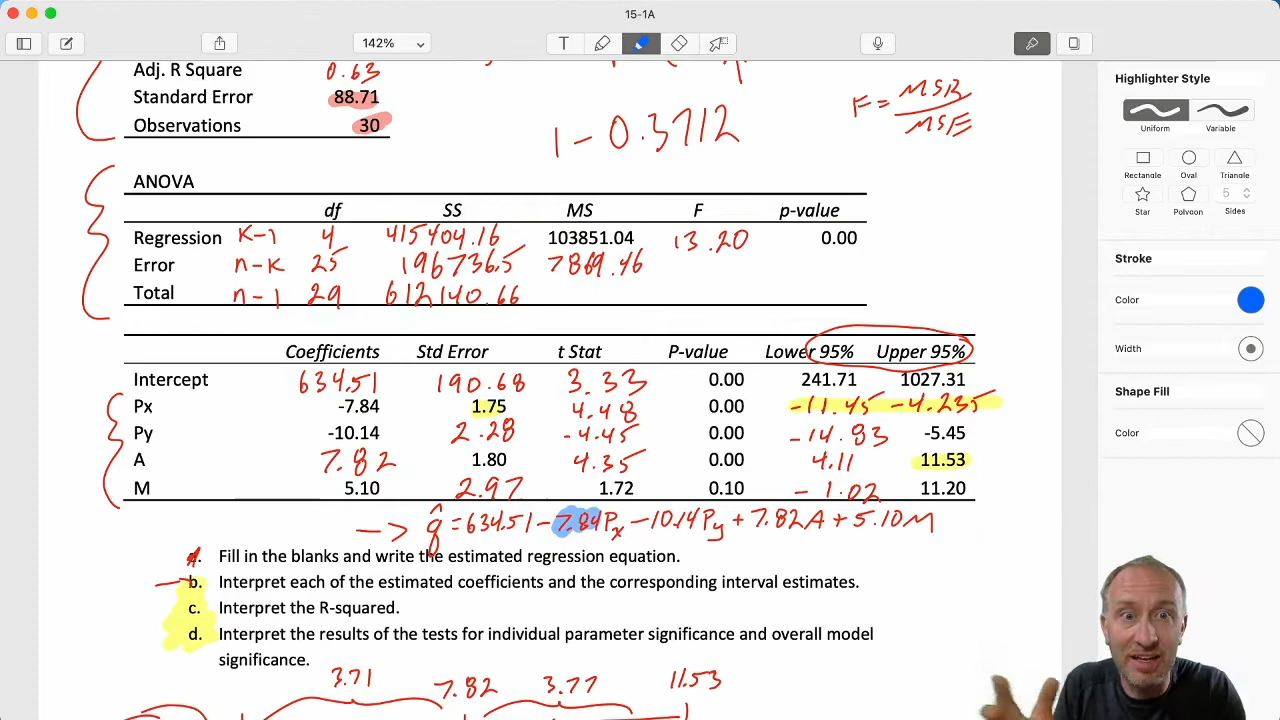 15-1A
142%
T
Adj. R Square 0.63
Standard Error 88.71
Observations 30
1 - 0.3712
F = MSR / MSE
ANOVA
df SS MS F p-value
Regression K-1 4 415404.16 103851.04 13.20 0.00
Error n-K 25 196736.5 7869.46
Total n-1 29 612140.66
Coefficients Std Error t Stat P-value Lower 95% Upper 95%
Intercept 634.51 190.68 3.33 0.00 241.71 1027.31
Px -7.84 1.75 4.48 0.00 -11.45 -4.235
Py -10.14 2.28 -4.45 0.00 -14.83 -5.45
A 7.82 1.80 4.35 0.00 4.11 11.53
M 5.10 2.97 1.72 0.10 -1.02 11.20
--> q̂ = 634.51 - 7.84Px - 10.14Py + 7.82A + 5.10M
a. Fill in the blanks and write the estimated regression equation.
b. Interpret each of the estimated coefficients and the corresponding interval estimates.
c. Interpret the R-squared.
d. Interpret the results of the tests for individual parameter significance and overall model
significance.
3.71 7.82 3.77 11.53
Highlighter Style
Uniform Variable
Rectangle Oval Triangle
5
Star Polygon Sides
Stroke
Color
Width
Shape Fill
Color